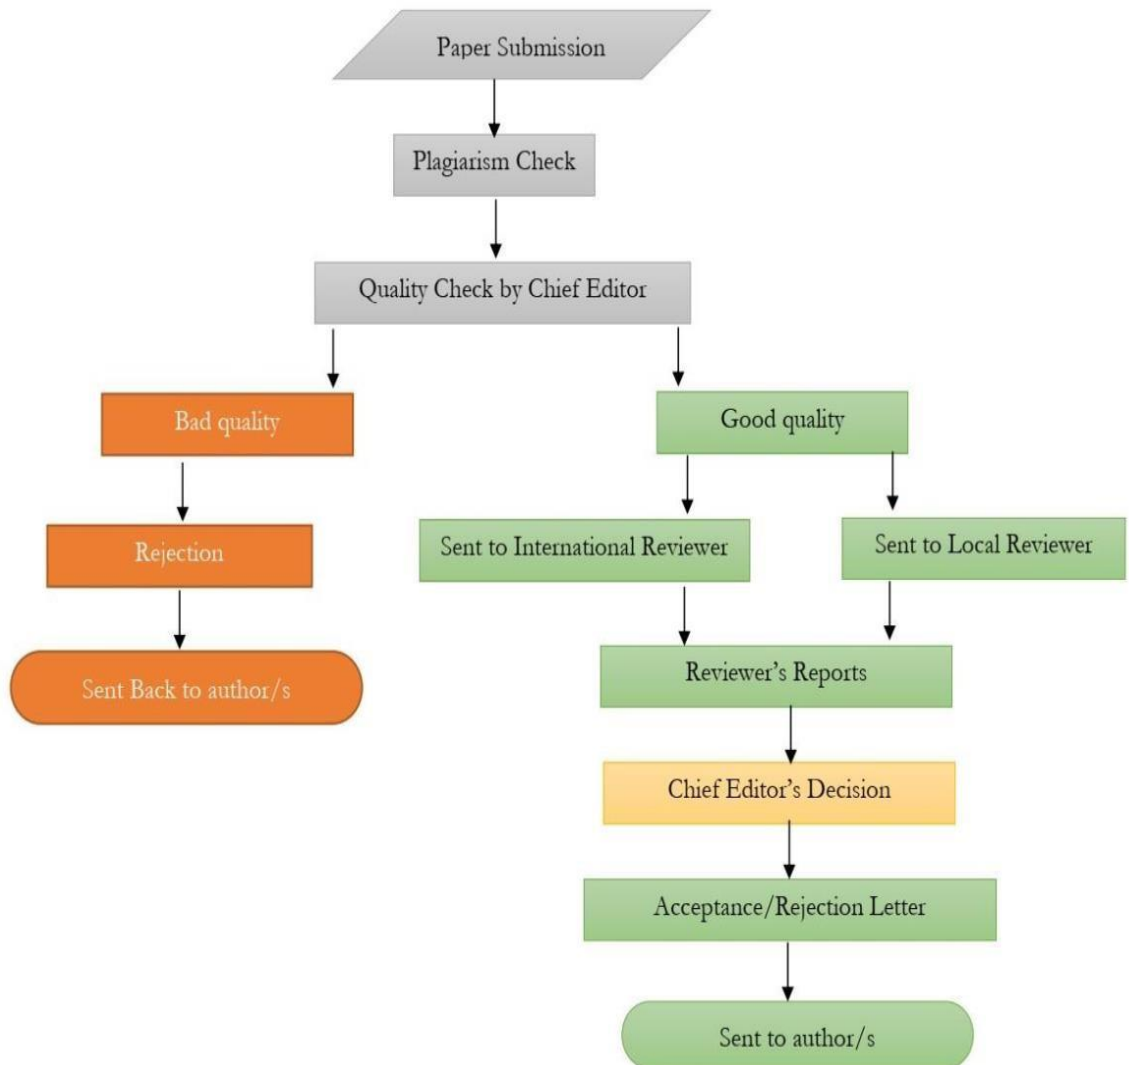 Paper Submission
Plagiarism Check
Quality Check by Chief Editor
Bad quality
Good quality
Rejection
Sent to International Reviewer
Sent to Local Reviewer
Sent Back to author/s
Reviewer’s Reports
Chief Editor’s Decision
Acceptance/Rejection Letter
Sent to author/s